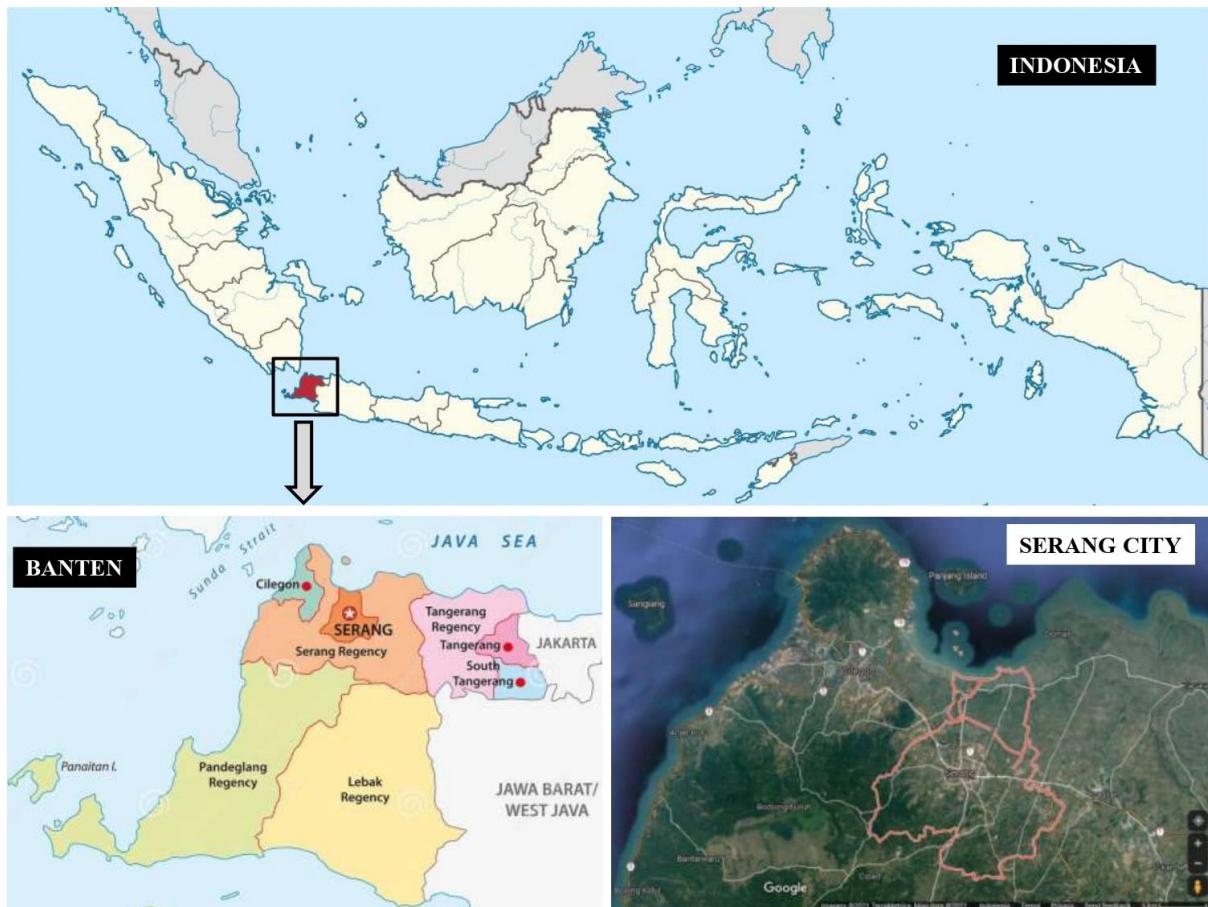 INDONESIA
BANTEN
Sunda Strait
JAVA SEA
Cilegon
SERANG
Serang Regency
Tangerang
Regency
Tangerang
JAKARTA
South
Tangerang
Panaitan I.
Pandeglang
Regency
Lebak
Regency
JAWA BARAT/
WEST JAVA
SERANG CITY
Panjang Island
Sangiang
Serang
Google